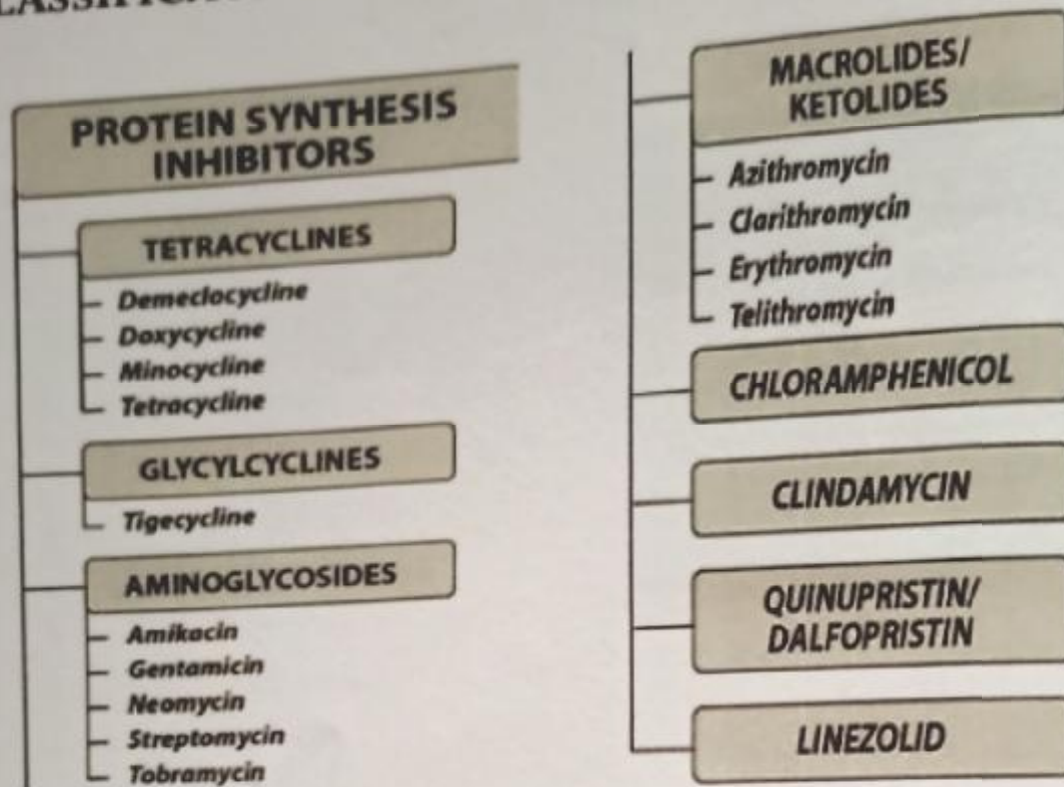 PROTEIN SYNTHESIS
INHIBITORS
TETRACYCLINES
Demeclocycline
Doxycycline
Minocycline
Tetracycline
GLYCYLCYCLINES
Tigecycline
AMINOGLYCOSIDES
Amikacin
Gentamicin
Neomycin
Streptomycin
Tobramycin
MACROLIDES/
KETOLIDES
Azithromycin
Clarithromycin
Erythromycin
Telithromycin
CHLORAMPHENICOL
CLINDAMYCIN
QUINUPRISTIN/
DALFOPRISTIN
LINEZOLID